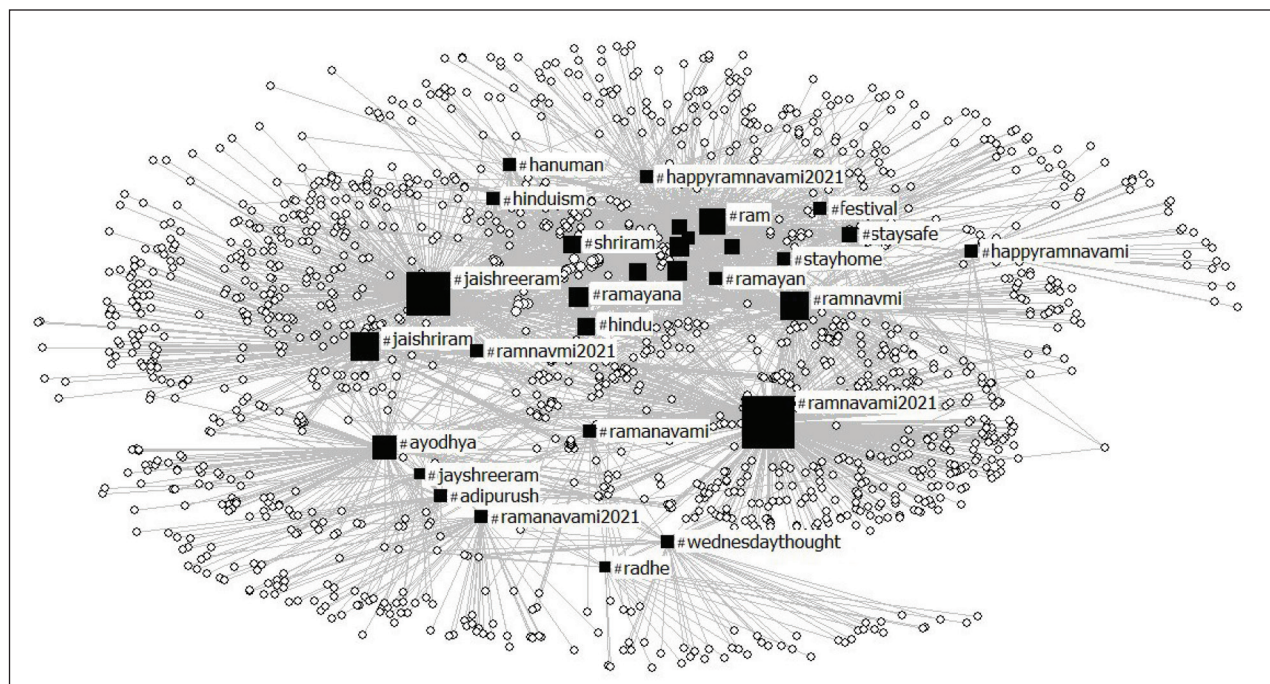 #hanuman
#happyramnavami2021
#hinduism
#festival
#ram
#staysafe
#shriram
#happyramnavami
#stayhome
#jaishreeram
#ramayan
#ramayana
#ramnavmi
#hindu
#jaishriram
#ramnavmi2021
#ramnavami2021
#ramanavami
#ayodhya
#jayshreeram
#adipurush
#ramanavami2021
#wednesdaythought
#radhe